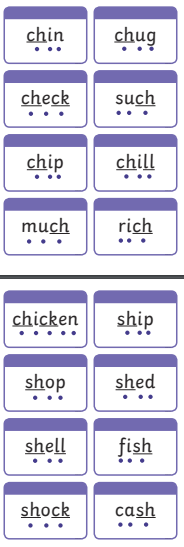 chin chug
check such
chip chill
much rich
chicken ship
shop shed
shell fish
shock cash